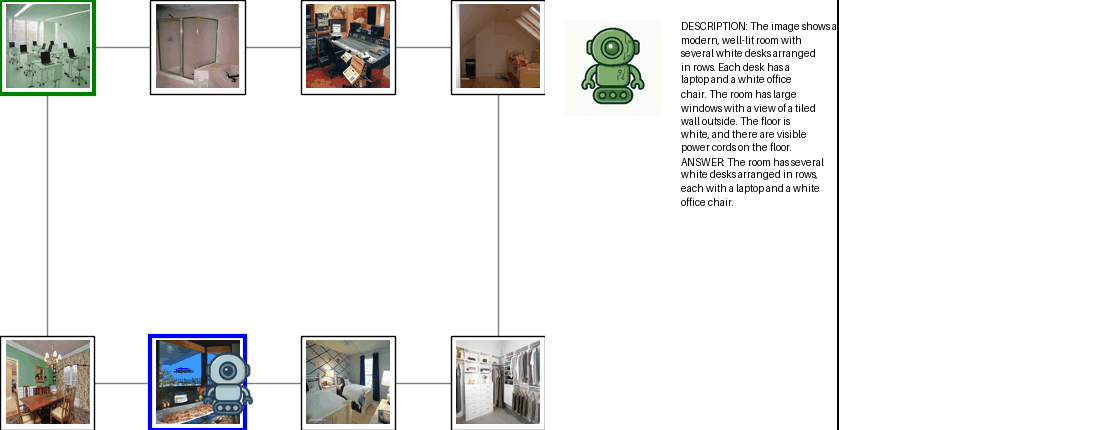 DESCRIPTION: The image shows a
modern, well-lit room with
several white desks arranged
in rows. Each desk has a
laptop and a white office
chair. The room has large
windows with a view of a tiled
wall outside. The floor is
white, and there are visible
power cords on the floor.
ANSWER: The room has several
white desks arranged in rows,
each with a laptop and a white
office chair.